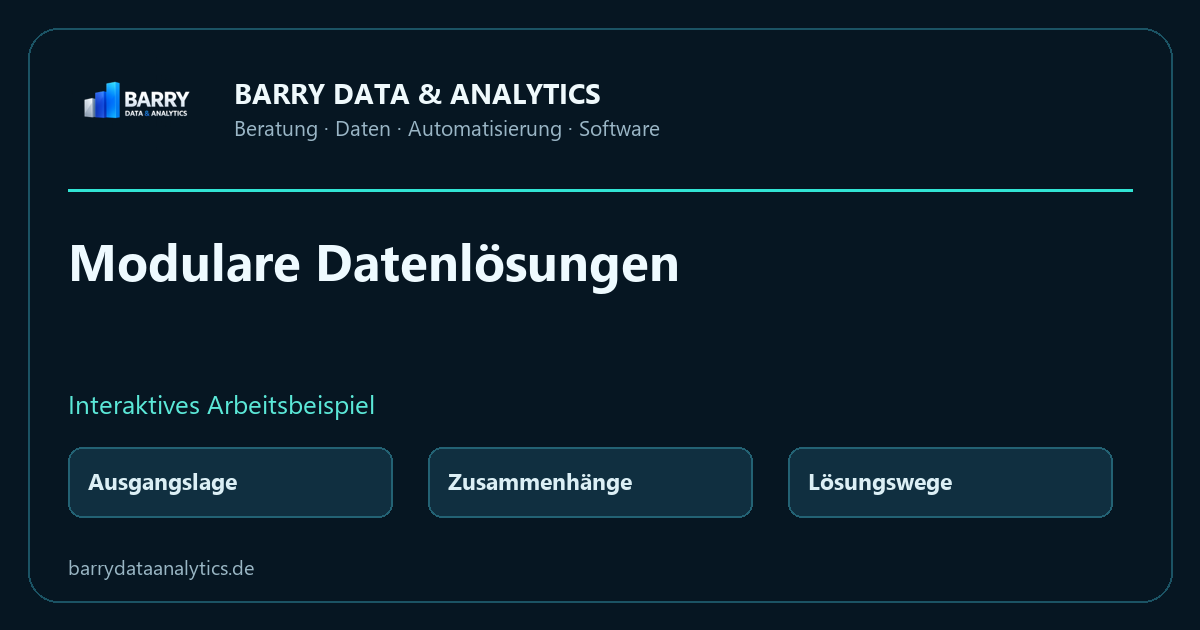 BARRY
DATA & ANALYTICS
BARRY DATA & ANALYTICS
Beratung · Daten · Automatisierung · Software
Modulare Datenlösungen
Interaktives Arbeitsbeispiel
Ausgangslage
Zusammenhänge
Lösungswege
barrydataanalytics.de